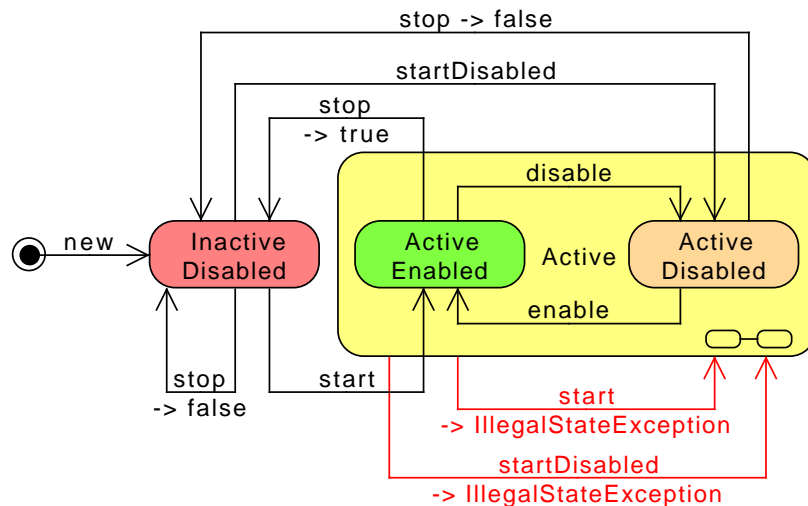 stop -> false
startDisabled
stop
-> true
disable
new
Inactive
Disabled
Active
Enabled
Active
Active
Disabled
enable
stop
-> false
start
start
-> IllegalStateException
startDisabled
-> IllegalStateException